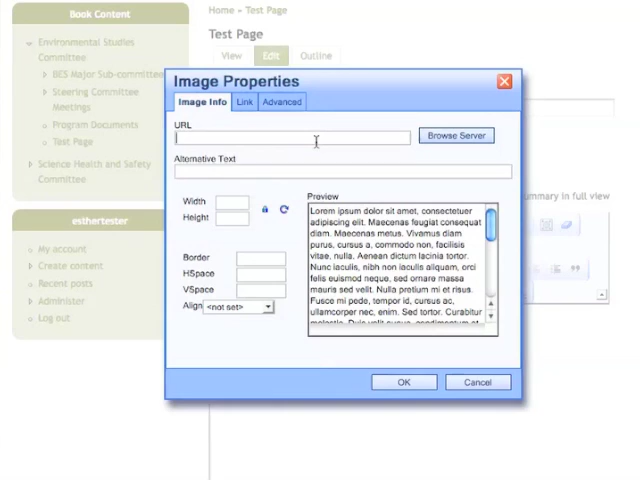 Book Content
Environmental Studies
Committee
BES Major Sub-committee
Steering Committee
Meetings
Program Documents
Test Page
Science Health and Safety
Committee
esthertester
My account
Create content
Recent posts
Administer
Log out
Home » Test Page
Test Page
View Edit Outline
ummary in full view
Image Properties
Image Info Link Advanced
URL
Browse Server
Alternative Text
Width
Height
Border
HSpace
VSpace
Align <not set>
Preview
Lorem ipsum dolor sit amet, consectetuer
adipiscing elit. Maecenas feugiat consequat
diam. Maecenas metus. Vivamus diam
purus, cursus a, commodo non, facilisis
vitae, nulla. Aenean dictum lacinia tortor.
Nunc iaculis, nibh non iaculis aliquam, orci
felis euismod neque, sed ornare massa
mauris sed velit. Nulla pretium mi et risus.
Fusce mi pede, tempor id, cursus ac,
ullamcorper nec, enim. Sed tortor. Curabitur
molestie. Duis velit augue, condimentum at,
OK Cancel